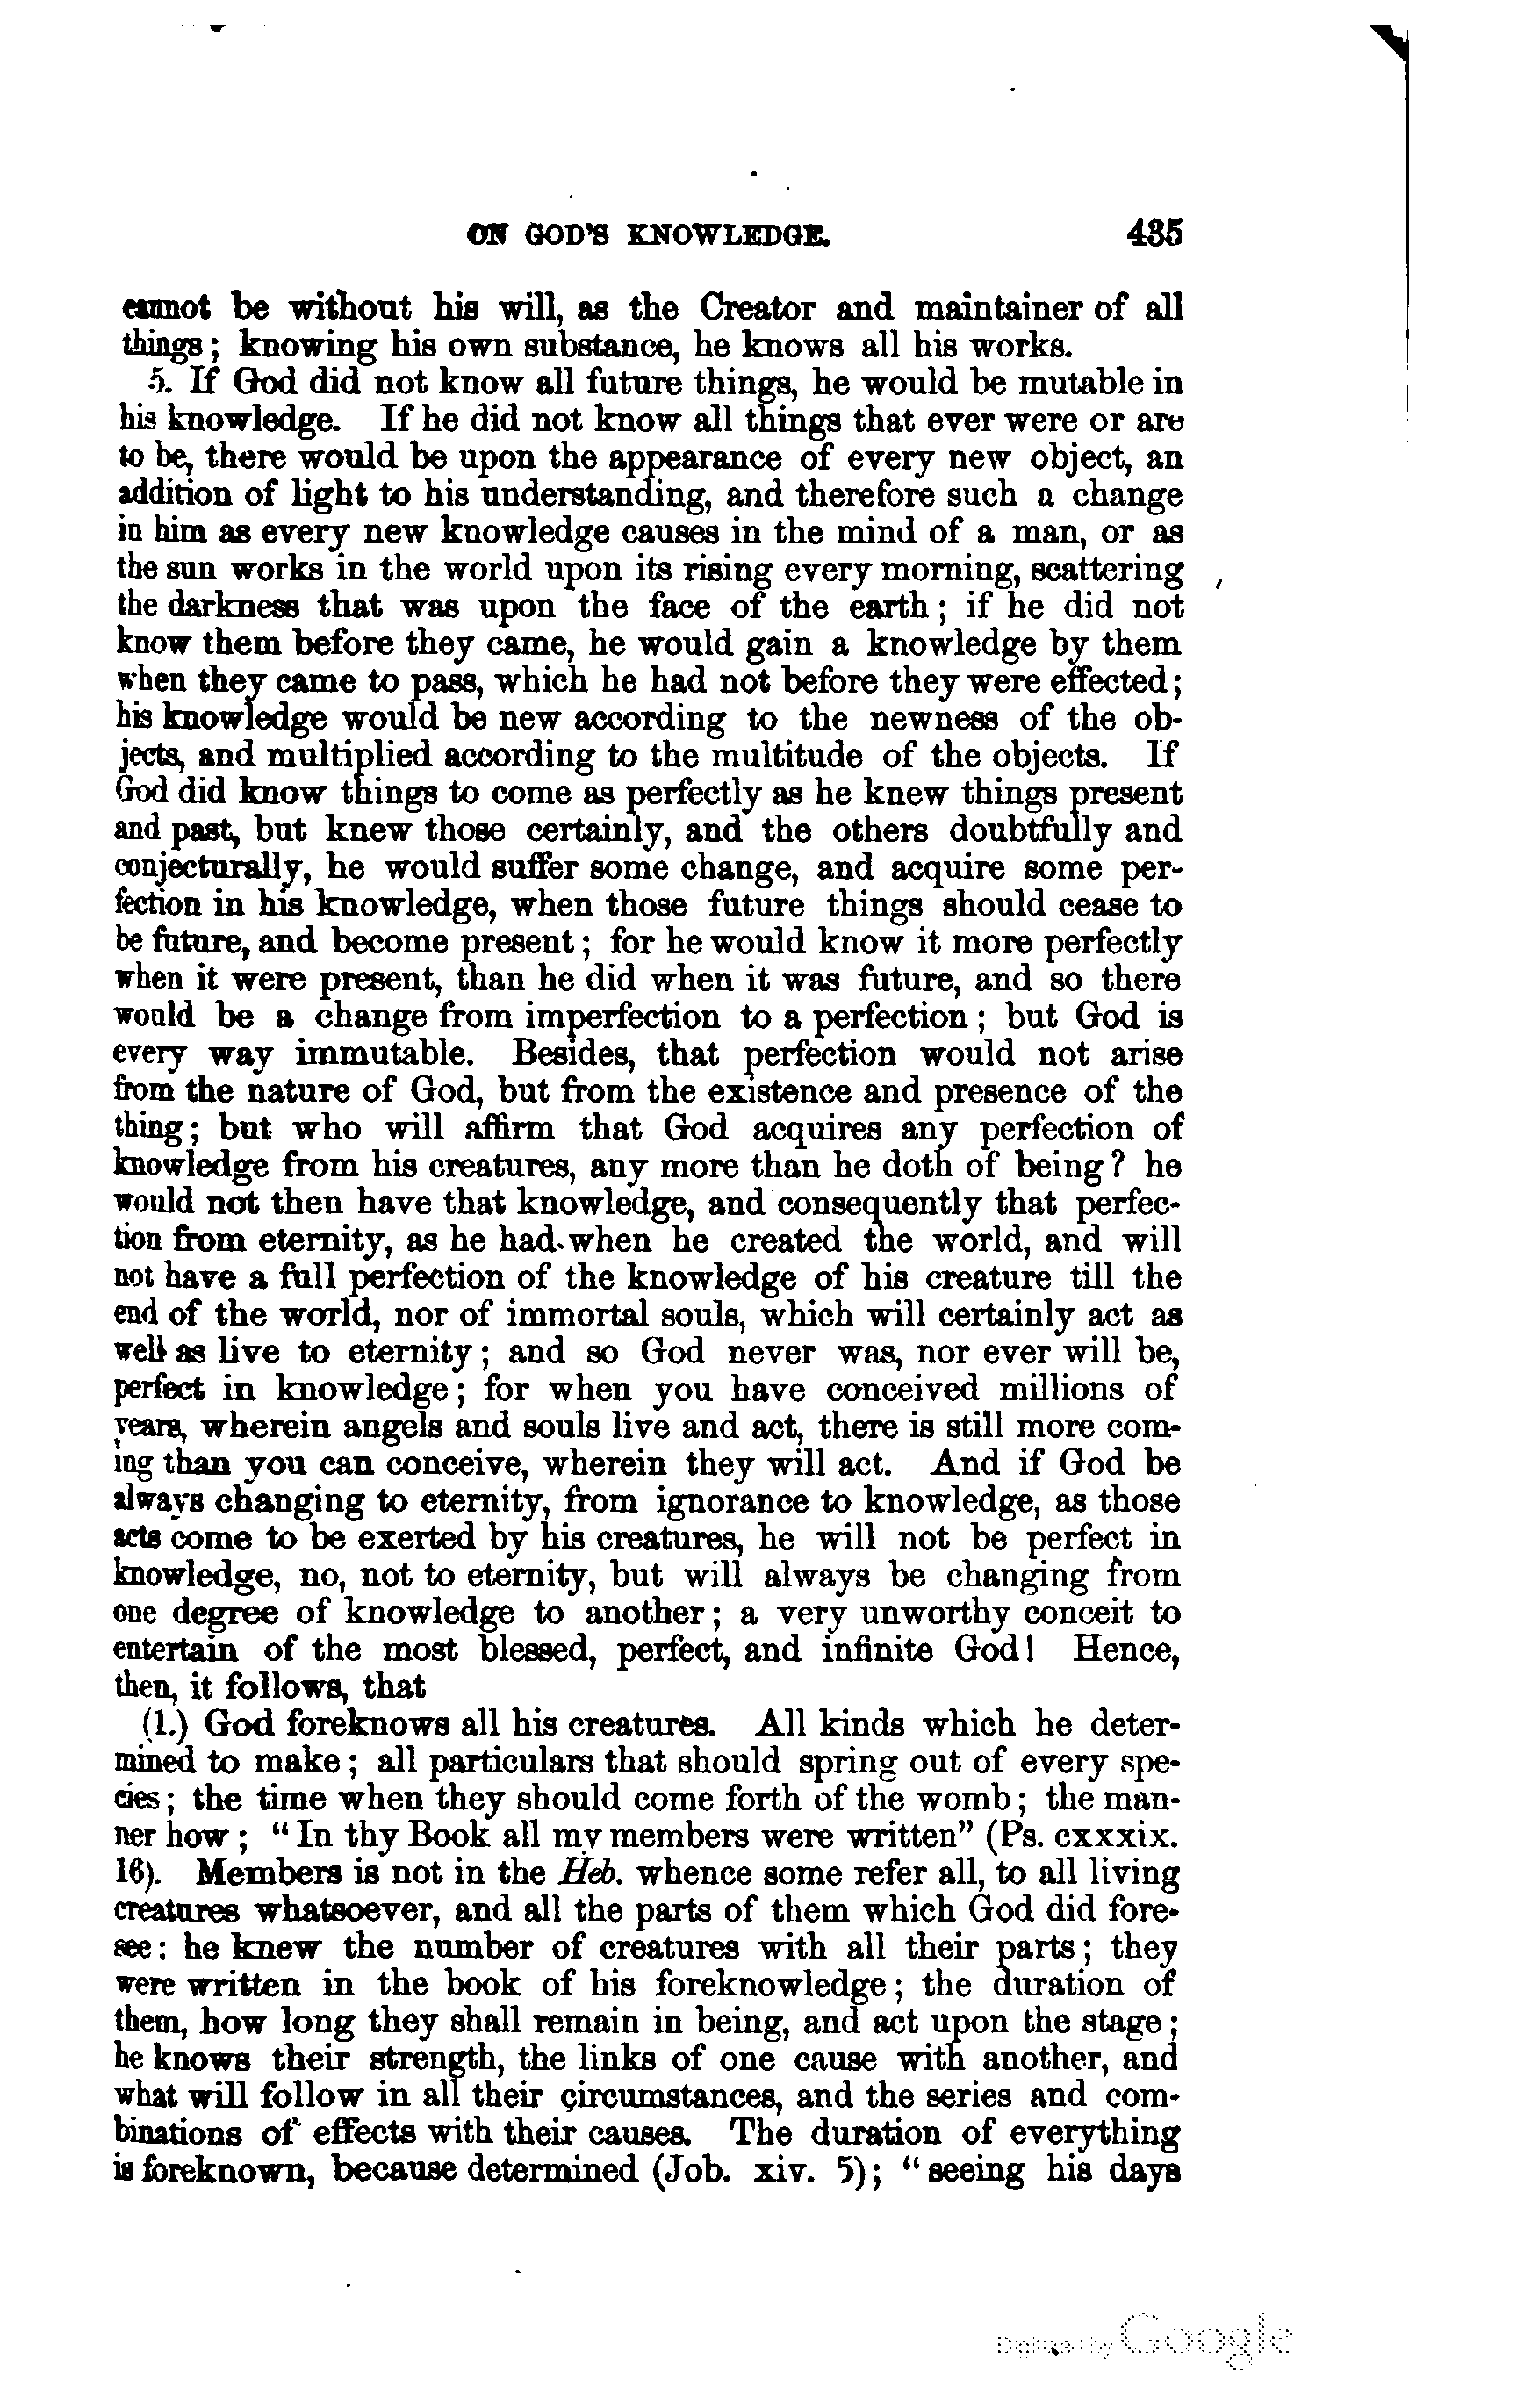 ON GOD'S KNOWLEDGE. 435
cannot be without his will, as the Creator and maintainer of all
things; knowing his own substance, he knows all his works.
5. If God did not know all future things, he would be mutable in
his knowledge. If he did not know all things that ever were or are
to be, there would be upon the appearance of every new object, an
addition of light to his understanding, and therefore such a change
in him as every new knowledge causes in the mind of a man, or as
the sun works in the world upon its rising every morning, scattering
the darkness that was upon the face of the earth; if he did not
know them before they came, he would gain a knowledge by them
when they came to pass, which he had not before they were effected;
his knowledge would be new according to the newness of the ob-
jects, and multiplied according to the multitude of the objects. If
God did know things to come as perfectly as he knew things present
and past, but knew those certainly, and the others doubtfully and
conjecturally, he would suffer some change, and acquire some per-
fection in his knowledge, when those future things should cease to
be future, and become present; for he would know it more perfectly
when it were present, than he did when it was future, and so there
would be a change from imperfection to a perfection; but God is
every way immutable. Besides, that perfection would not arise
from the nature of God, but from the existence and presence of the
thing; but who will affirm that God acquires any perfection of
knowledge from his creatures, any more than he doth of being? he
would not then have that knowledge, and consequently that perfec-
tion from eternity, as he had when he created the world, and will
not have a full perfection of the knowledge of his creature till the
end of the world, nor of immortal souls, which will certainly act as
well as live to eternity; and so God never was, nor ever will be,
perfect in knowledge; for when you have conceived millions of
years, wherein angels and souls live and act, there is still more com-
ing than you can conceive, wherein they will act. And if God be
always changing to eternity, from ignorance to knowledge, as those
acts come to be exerted by his creatures, he will not be perfect in
knowledge, no, not to eternity, but will always be changing from
one degree of knowledge to another; a very unworthy conceit to
entertain of the most blessed, perfect, and infinite God! Hence,
then, it follows, that
(1.) God foreknows all his creatures. All kinds which he deter-
mined to make; all particulars that should spring out of every spe-
cies; the time when they should come forth of the womb; the man-
ner how; "In thy Book all my members were written" (Ps. cxxxix.
16). Members is not in the Heb. whence some refer all, to all living
creatures whatsoever, and all the parts of them which God did fore-
see: he knew the number of creatures with all their parts; they
were written in the book of his foreknowledge; the duration of
them, how long they shall remain in being, and act upon the stage;
he knows their strength, the links of one cause with another, and
what will follow in all their circumstances, and the series and com-
binations of effects with their causes. The duration of everything
is foreknown, because determined (Job. xiv. 5); "seeing his days
Digitized by Google